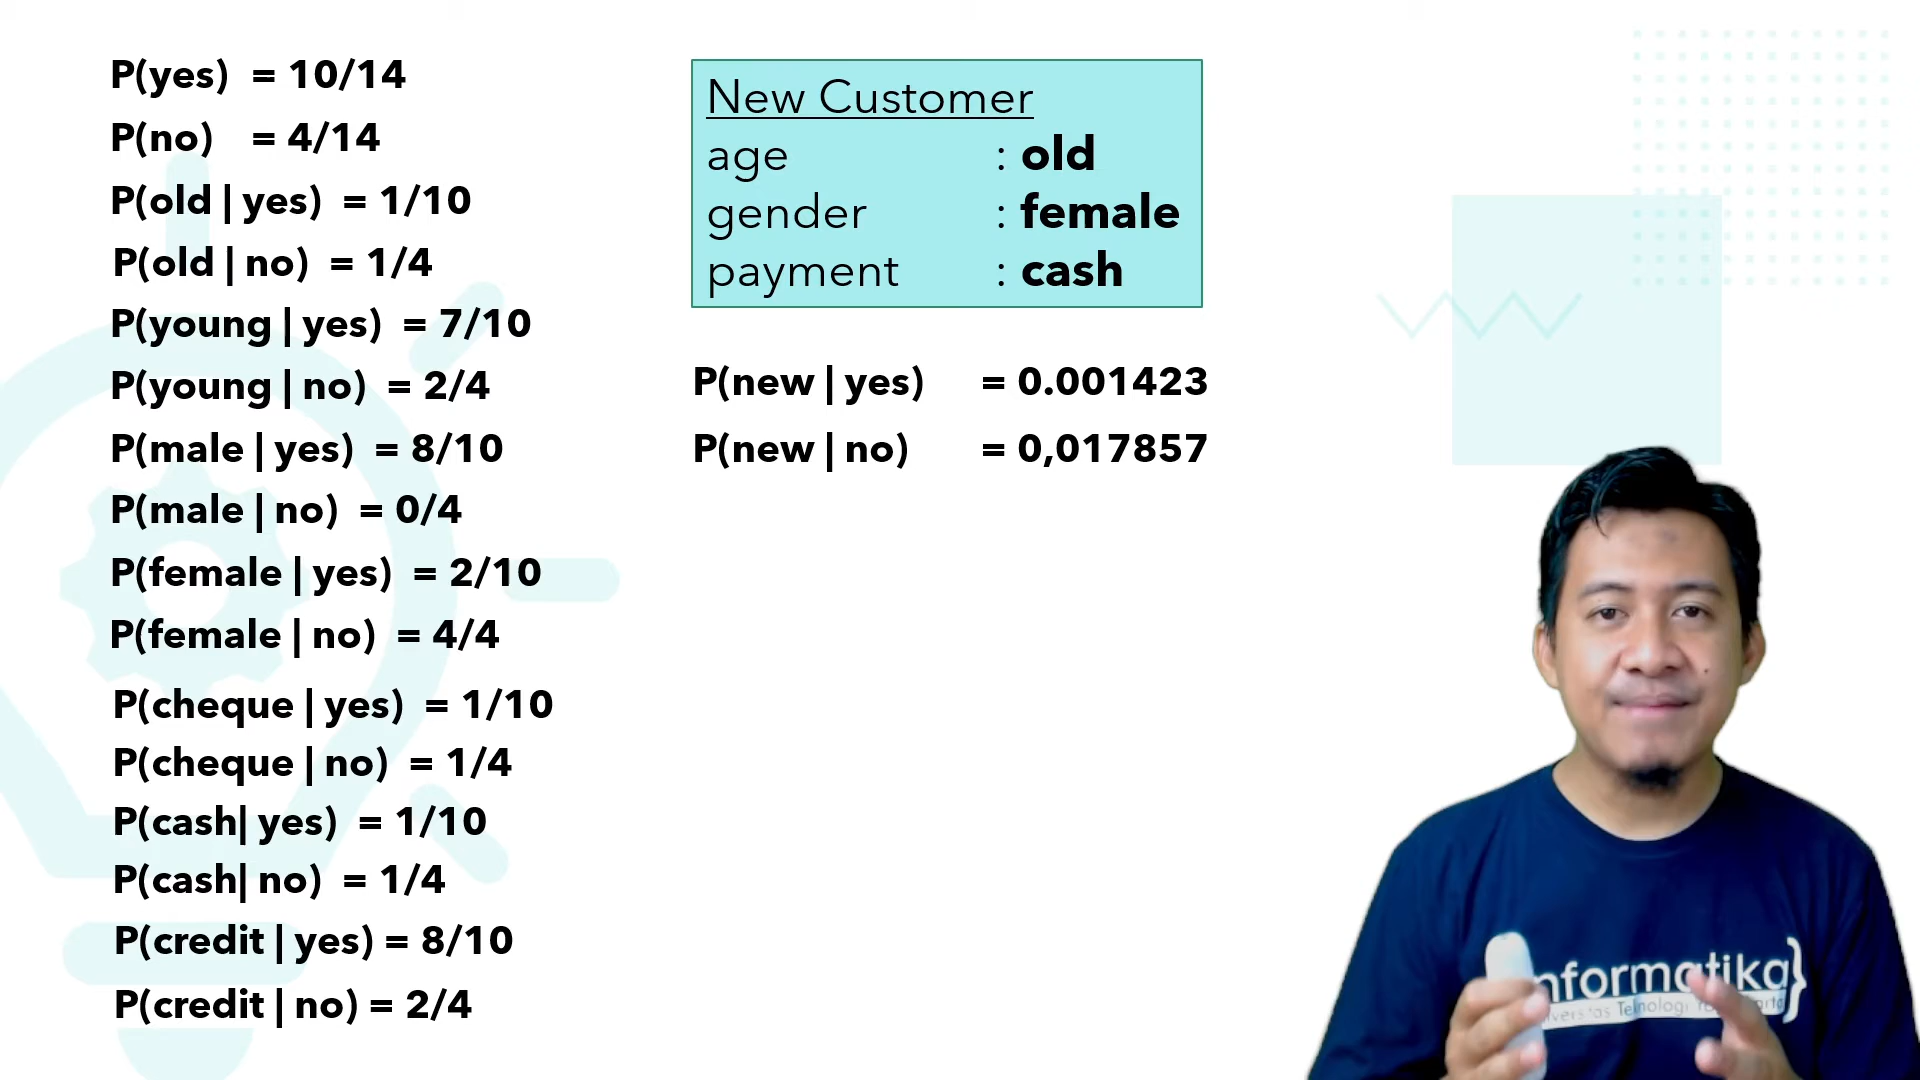 P(yes) = 10/14
P(no) = 4/14
P(old | yes) = 1/10
P(old | no) = 1/4
P(young | yes) = 7/10
P(young | no) = 2/4
P(male | yes) = 8/10
P(male | no) = 0/4
P(female | yes) = 2/10
P(female | no) = 4/4
P(cheque | yes) = 1/10
P(cheque | no) = 1/4
P(cash| yes) = 1/10
P(cash| no) = 1/4
P(credit | yes) = 8/10
P(credit | no) = 2/4
New Customer
age : old
gender : female
payment : cash
P(new | yes) = 0.001423
P(new | no) = 0,017857
nformatika}